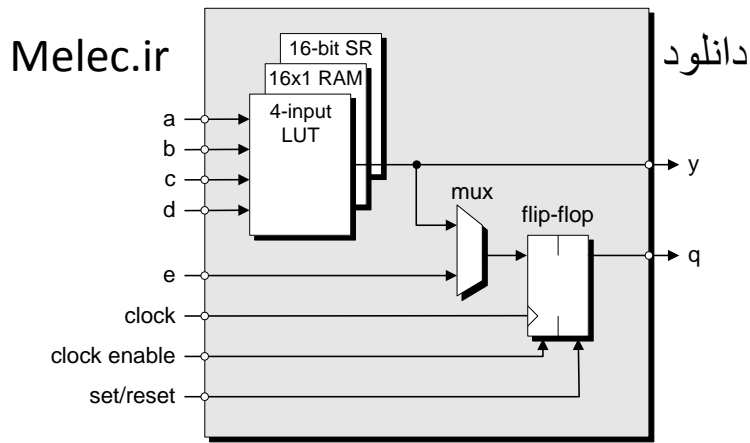 Melec.ir
دانلود
16-bit SR
16x1 RAM
4-input
LUT
a
b
c
d
y
mux
flip-flop
e
q
clock
clock enable
set/reset